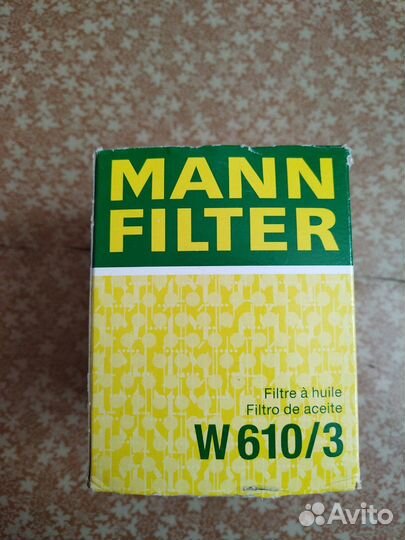 MANN
FILTER
Filtre à huile
Filtro de aceite
W 610/3
Avito